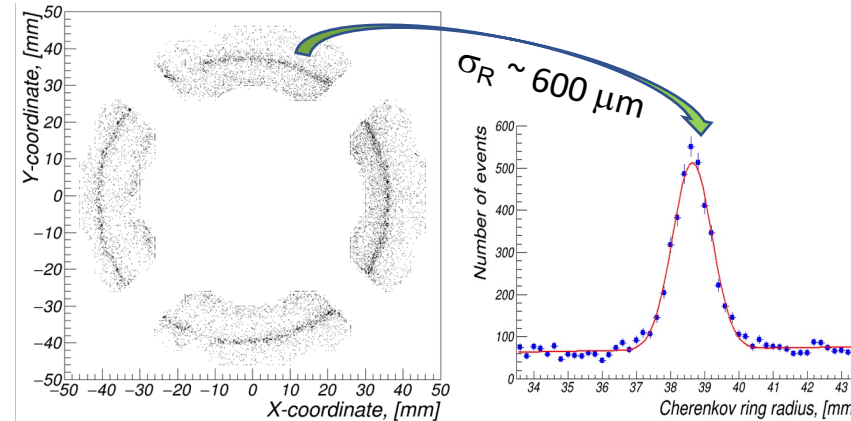 50
40
30
20
10
0
−10
−20
−30
−40
−50
Y-coordinate, [mm]
−50 −40 −30 −20 −10 0 10 20 30 40 50
X-coordinate, [mm]
σR ~ 600 μm
600
500
400
300
200
100
0
Number of events
34 35 36 37 38 39 40 41 42 43
Cherenkov ring radius, [mm